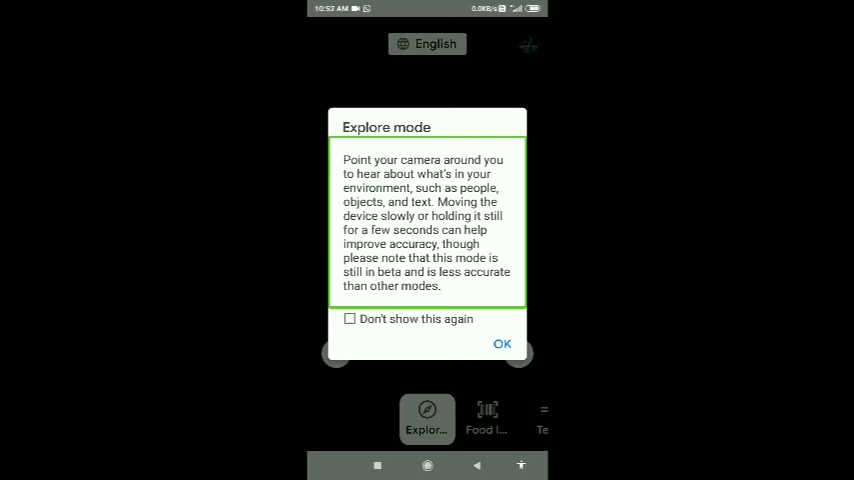 10:52 AM
0.0KB/s
English
Explore mode
Point your camera around you
to hear about what's in your
environment, such as people,
objects, and text. Moving the
device slowly or holding it still
for a few seconds can help
improve accuracy, though
please note that this mode is
still in beta and is less accurate
than other modes.
Don't show this again
OK
Explor... Food l... Te